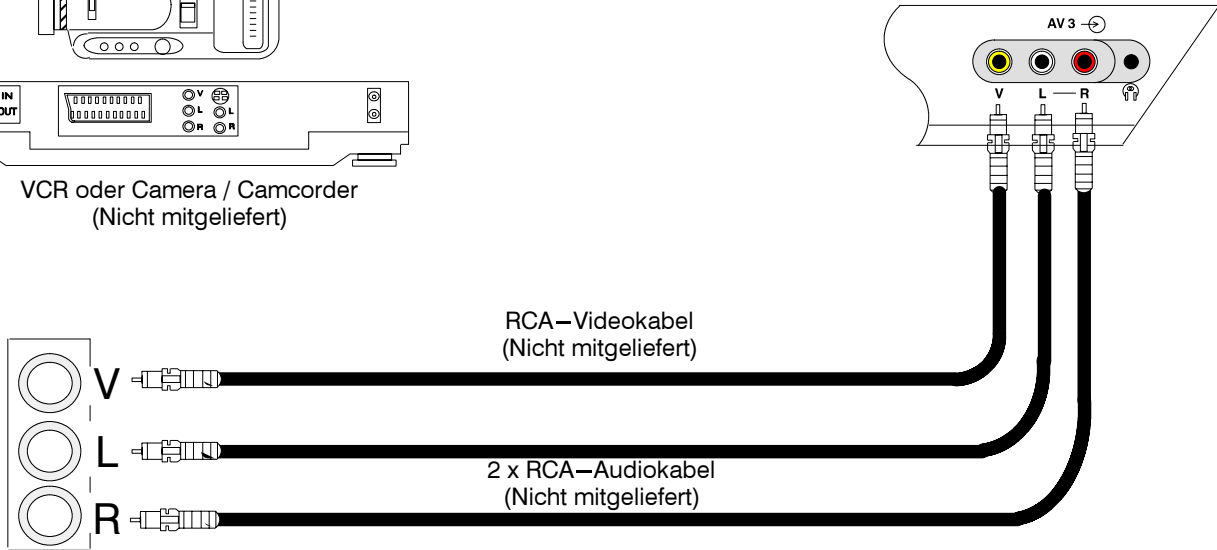 AV 3
V L R
IN
OUT
V
L L
R R
VCR oder Camera / Camcorder
(Nicht mitgeliefert)
RCA–Videokabel
(Nicht mitgeliefert)
V
L
2 x RCA–Audiokabel
(Nicht mitgeliefert)
R